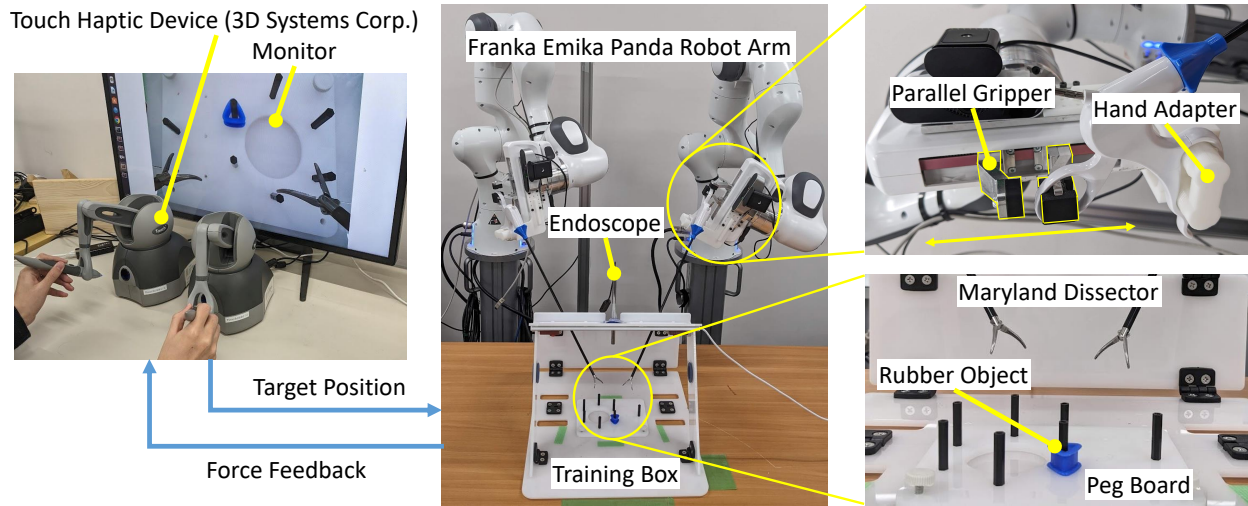 Touch Haptic Device (3D Systems Corp.)
Monitor
Target Position
Force Feedback
Franka Emika Panda Robot Arm
Endoscope
Training Box
Parallel Gripper
Hand Adapter
Maryland Dissector
Rubber Object
Peg Board